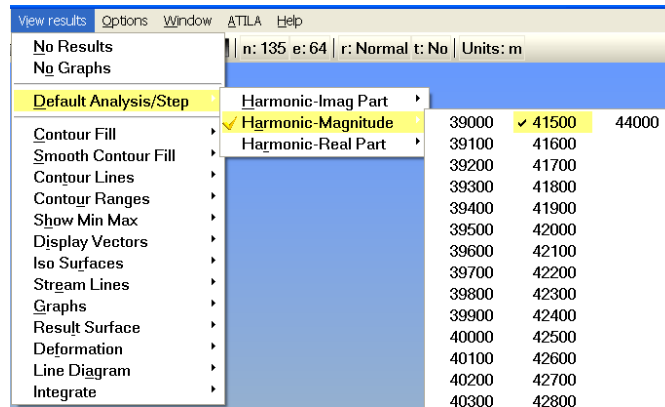 View results Options Window ATILA Help
n: 135 e: 64 r: Normal t: No Units: m
No Results
No Graphs
Default Analysis/Step
Contour Fill
Smooth Contour Fill
Contour Lines
Contour Ranges
Show Min Max
Display Vectors
Iso Surfaces
Stream Lines
Graphs
Result Surface
Deformation
Line Diagram
Integrate
Harmonic-Imag Part
Harmonic-Magnitude
Harmonic-Real Part
39000 41500 44000
39100 41600
39200 41700
39300 41800
39400 41900
39500 42000
39600 42100
39700 42200
39800 42300
39900 42400
40000 42500
40100 42600
40200 42700
40300 42800